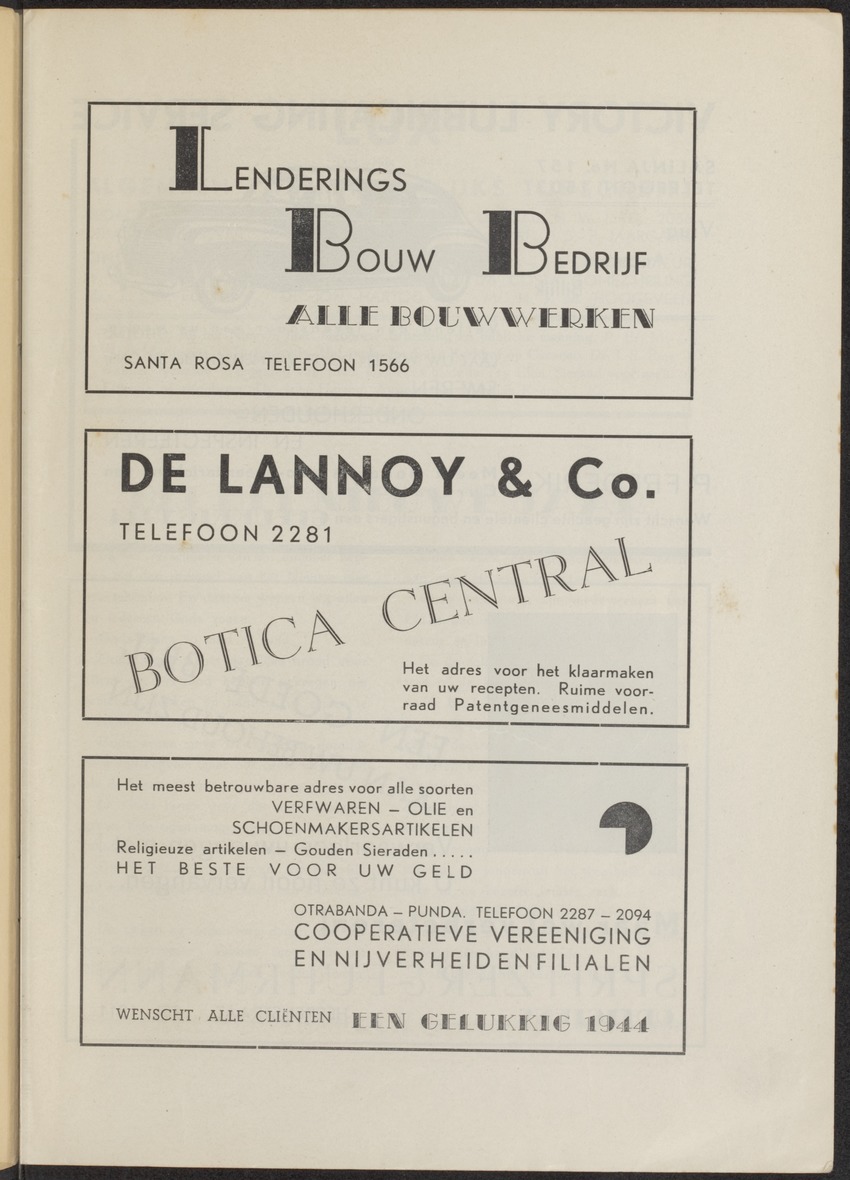 LENDERINGS
BOUW BEDRIJF
ALLE BOUWWERKEN
SANTA ROSA TELEFOON 1566
DE LANNOY & Co.
TELEFOON 2281
BOTICA CENTRAL
Het adres voor het klaarmaken
van uw recepten. Ruime voor-
raad Patentgeneesmiddelen.
Het meest betrouwbare adres voor alle soorten
VERFWAREN – OLIE en
SCHOENMAKERSARTIKELEN
Religieuze artikelen – Gouden Sieraden . . . . .
HET BESTE VOOR UW GELD
OTRABANDA – PUNDA. TELEFOON 2287 – 2094
COOPERATIEVE VEREENIGING
EN NIJVERHEID EN FILIALEN
WENSCHT ALLE CLIËNTEN EEN GELUKKIG 1944